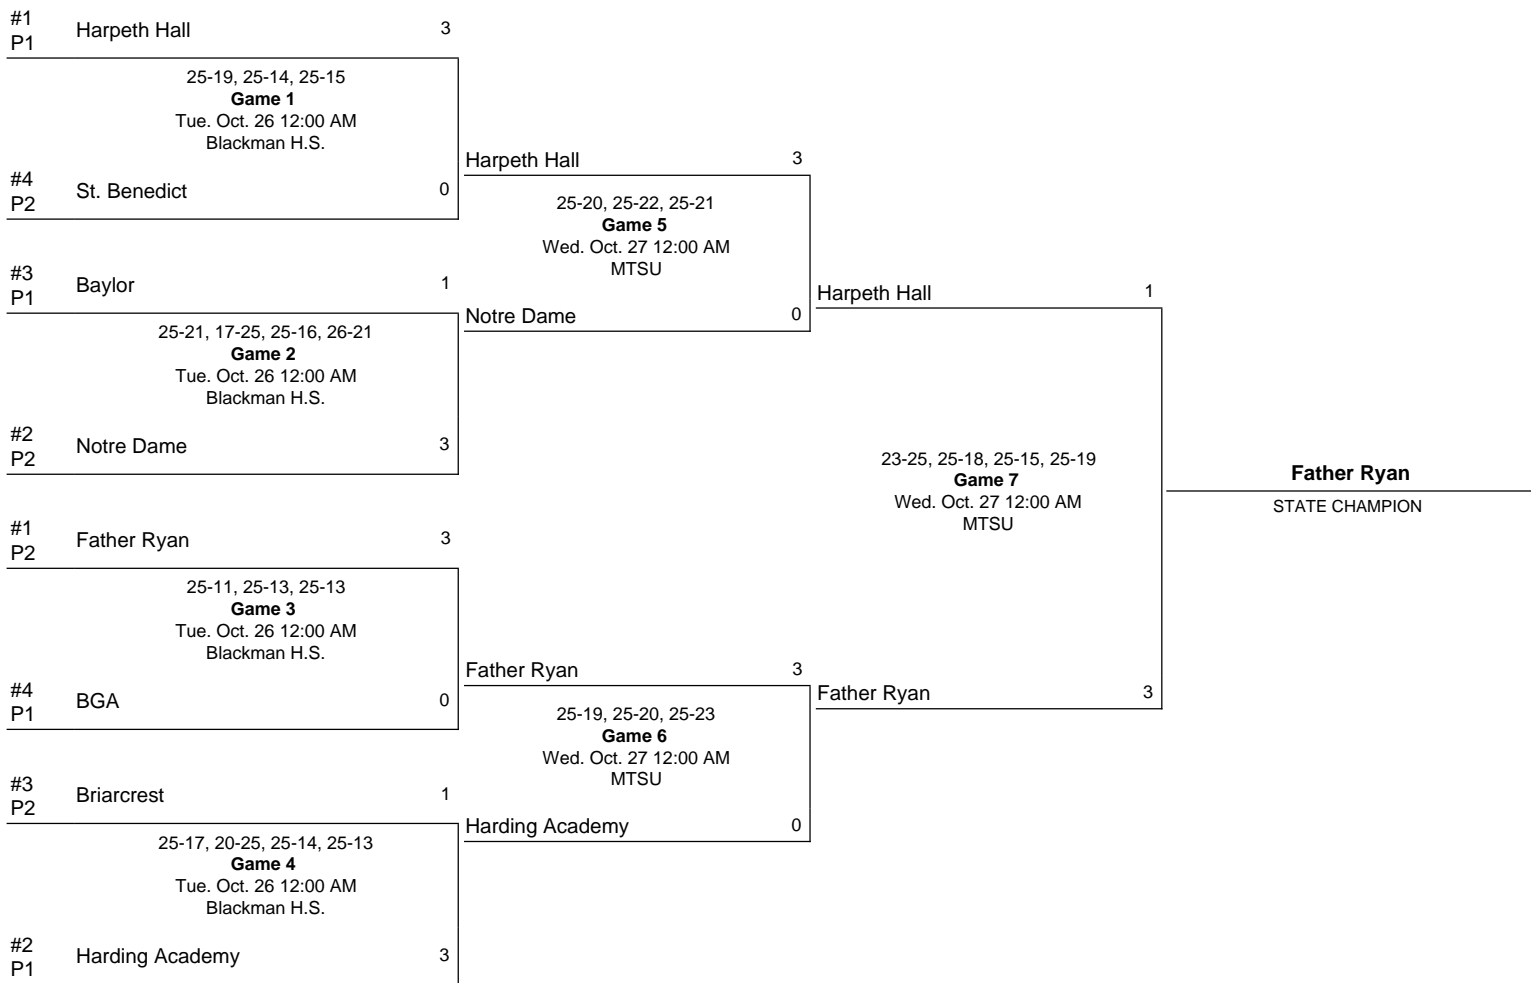 #1
P1
Harpeth Hall 3
25-19, 25-14, 25-15
Game 1
Tue. Oct. 26 12:00 AM
Blackman H.S.
#4
P2
St. Benedict 0
#3
P1
Baylor 1
25-21, 17-25, 25-16, 26-21
Game 2
Tue. Oct. 26 12:00 AM
Blackman H.S.
#2
P2
Notre Dame 3
#1
P2
Father Ryan 3
25-11, 25-13, 25-13
Game 3
Tue. Oct. 26 12:00 AM
Blackman H.S.
#4
P1
BGA 0
#3
P2
Briarcrest 1
25-17, 20-25, 25-14, 25-13
Game 4
Tue. Oct. 26 12:00 AM
Blackman H.S.
#2
P1
Harding Academy 3
Harpeth Hall 3
25-20, 25-22, 25-21
Game 5
Wed. Oct. 27 12:00 AM
MTSU
Notre Dame 0
Father Ryan 3
25-19, 25-20, 25-23
Game 6
Wed. Oct. 27 12:00 AM
MTSU
Harding Academy 0
Harpeth Hall 1
23-25, 25-18, 25-15, 25-19
Game 7
Wed. Oct. 27 12:00 AM
MTSU
Father Ryan 3
Father Ryan
STATE CHAMPION